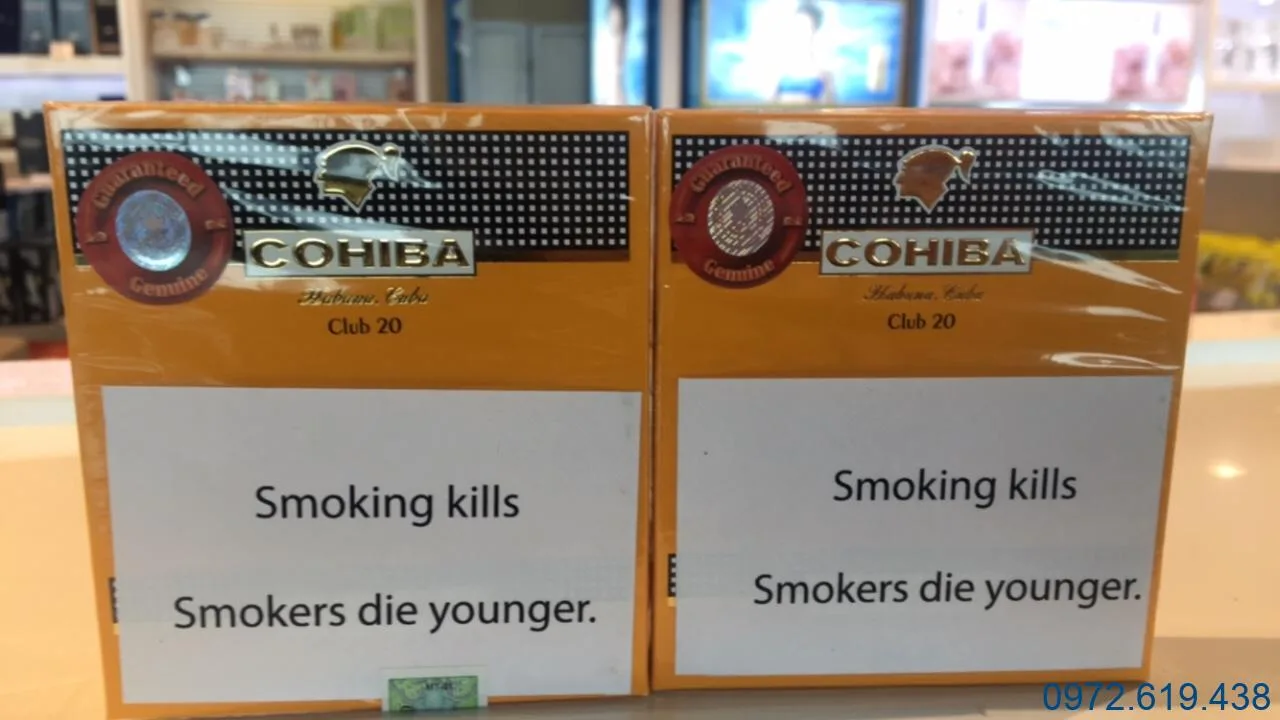 Guaranteed
Genuine
COHIBA
Habana, Cuba
Club 20
Smoking kills
Smokers die younger.
Guaranteed
Genuine
COHIBA
Habana, Cuba
Club 20
Smoking kills
Smokers die younger.
0972.619.438